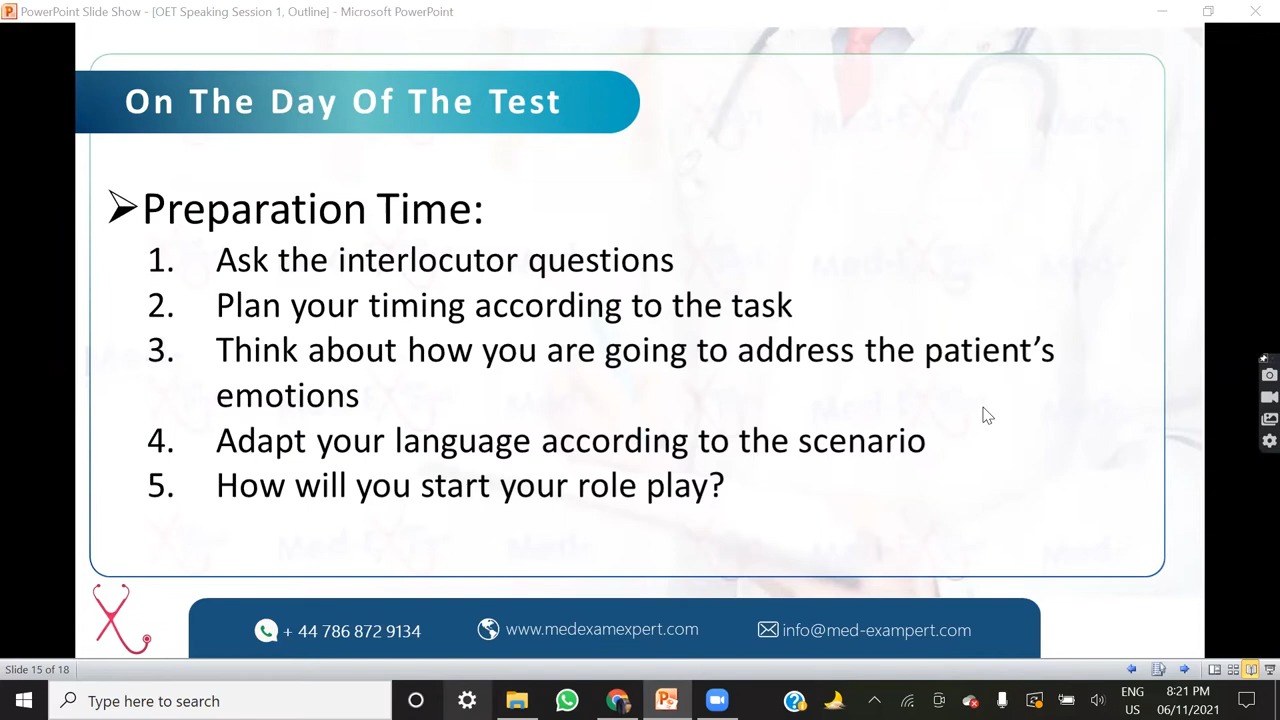 PowerPoint Slide Show - [OET Speaking Session 1, Outline] - Microsoft PowerPoint
On The Day Of The Test
➢Preparation Time:
1. Ask the interlocutor questions
2. Plan your timing according to the task
3. Think about how you are going to address the patient's
emotions
4. Adapt your language according to the scenario
5. How will you start your role play?
+ 44 786 872 9134 www.medexamexpert.com info@med-exampert.com
Slide 15 of 18
Type here to search
ENG 8:21 PM
US 06/11/2021